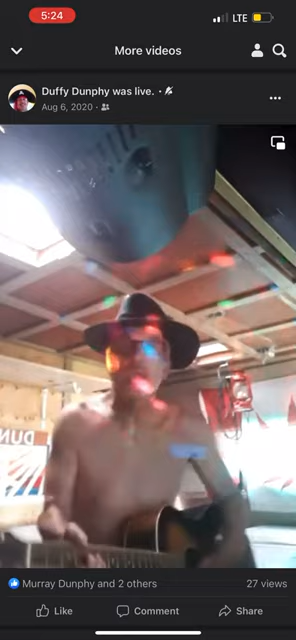 5:24
LTE
More videos
Duffy Dunphy was live. •
Aug 6, 2020 •
DUN
Murray Dunphy and 2 others
27 views
Like
Comment
Share